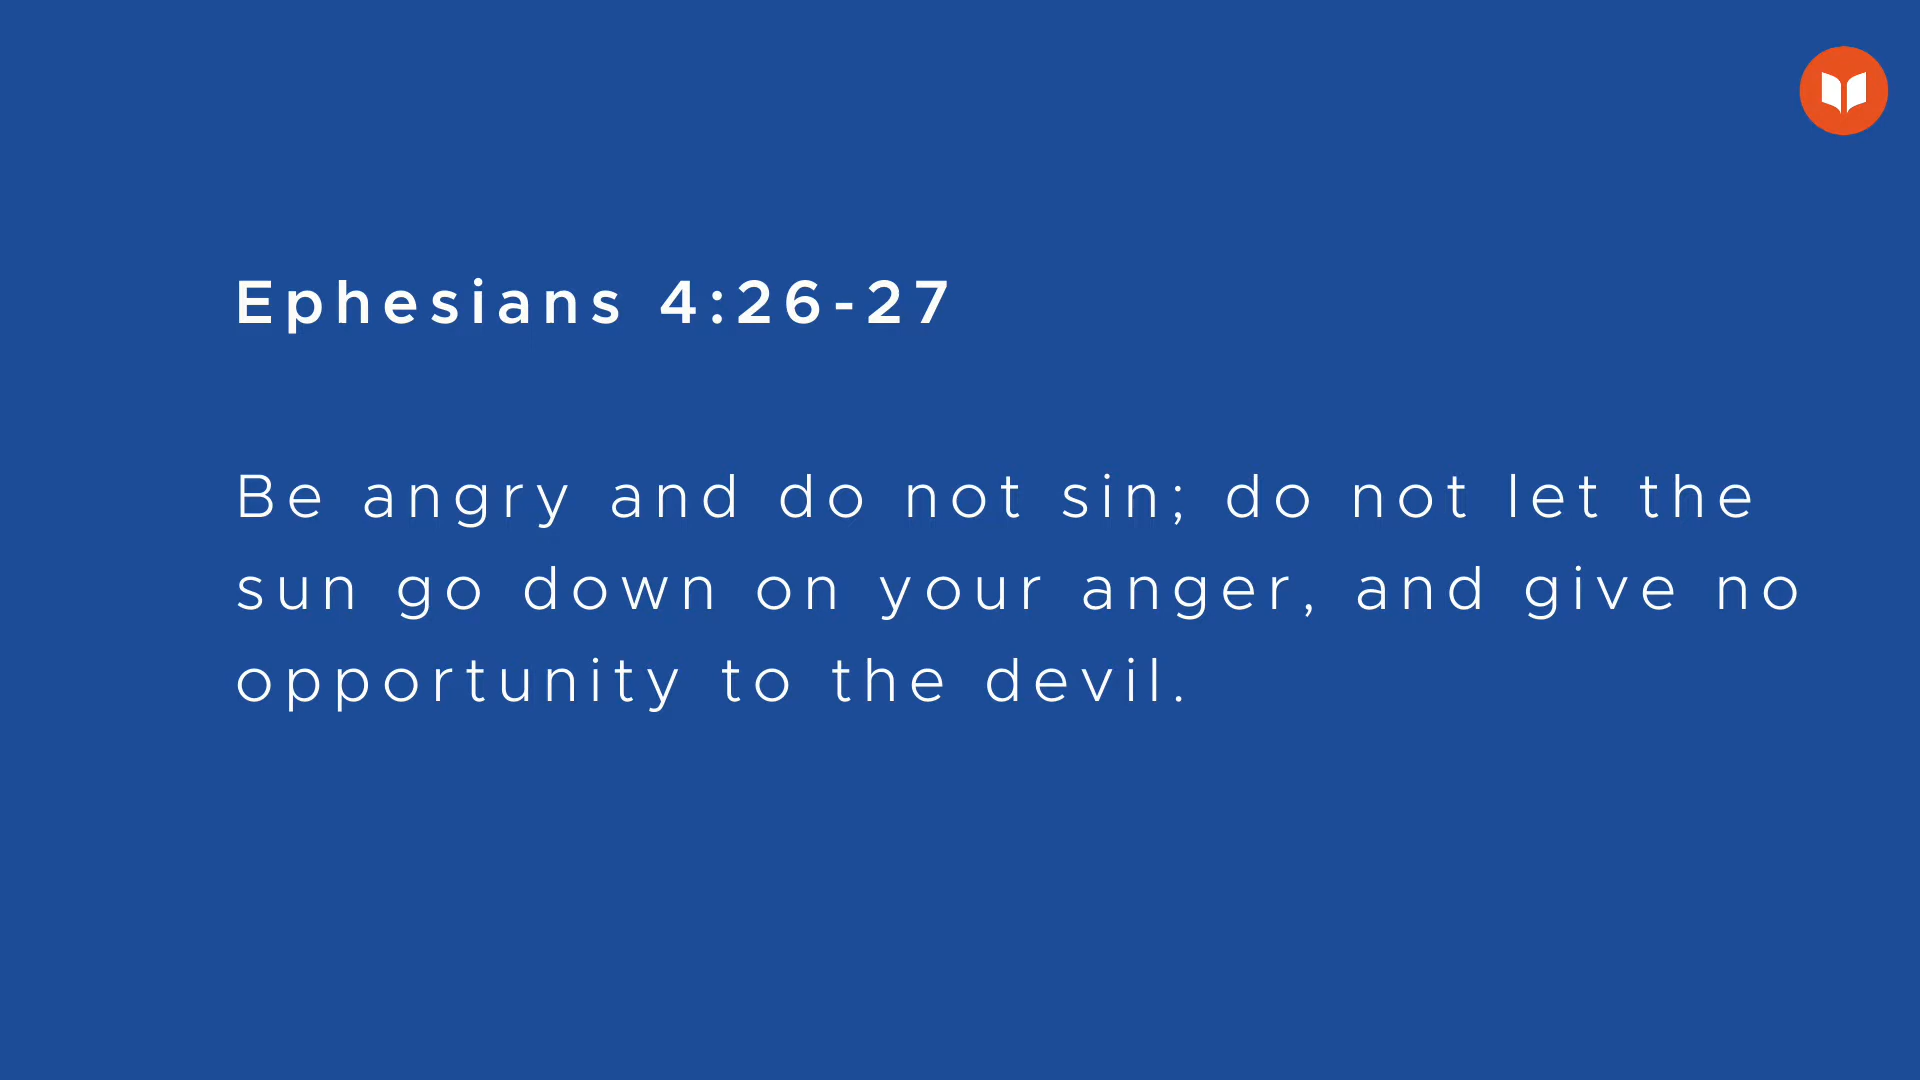 Ephesians 4:26-27
Be angry and do not sin; do not let the
sun go down on your anger, and give no
opportunity to the devil.